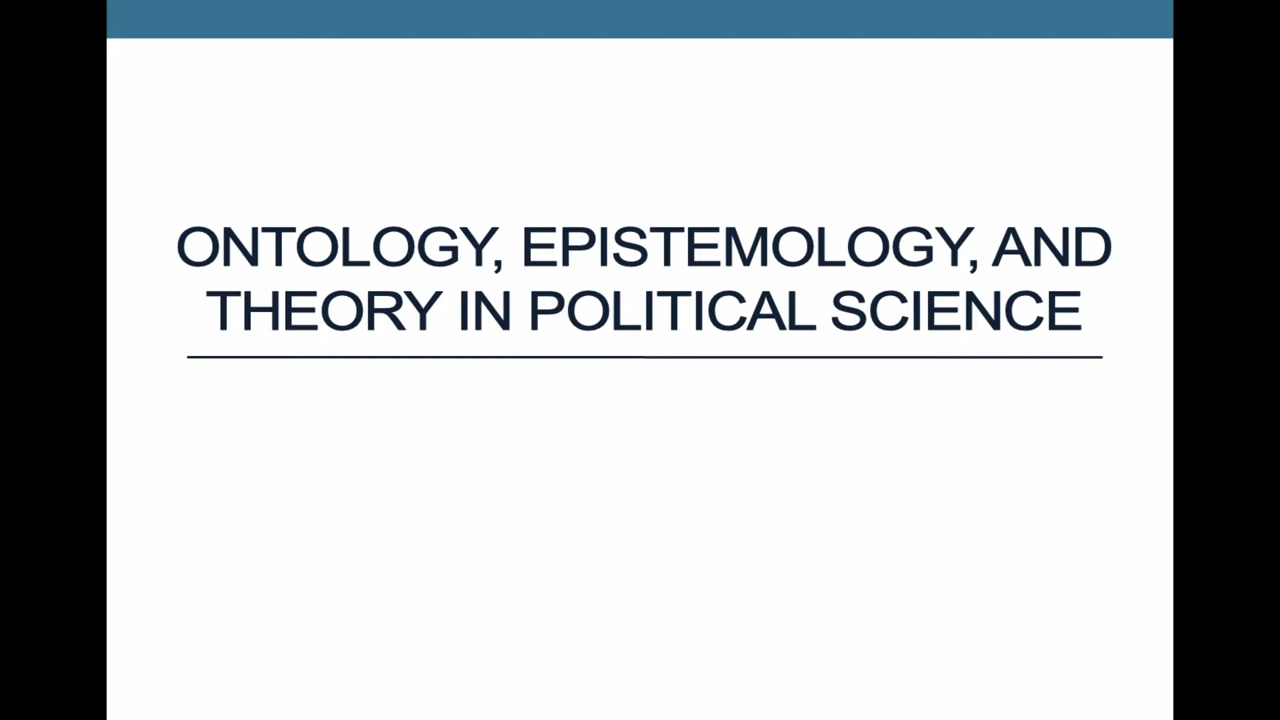 ONTOLOGY, EPISTEMOLOGY, AND
THEORY IN POLITICAL SCIENCE